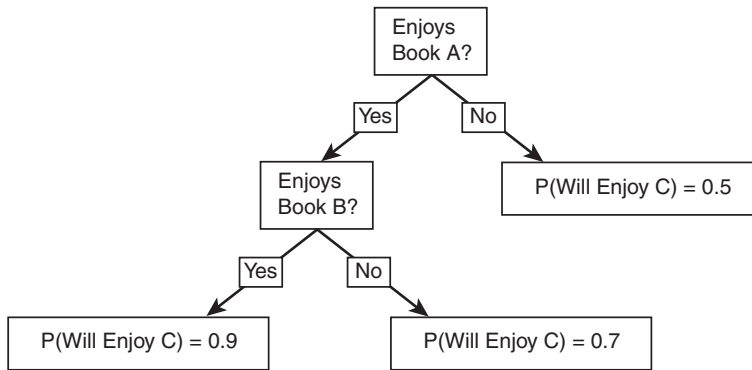 Enjoys
Book A?
Yes
No
Enjoys
Book B?
P(Will Enjoy C) = 0.5
Yes
No
P(Will Enjoy C) = 0.9
P(Will Enjoy C) = 0.7